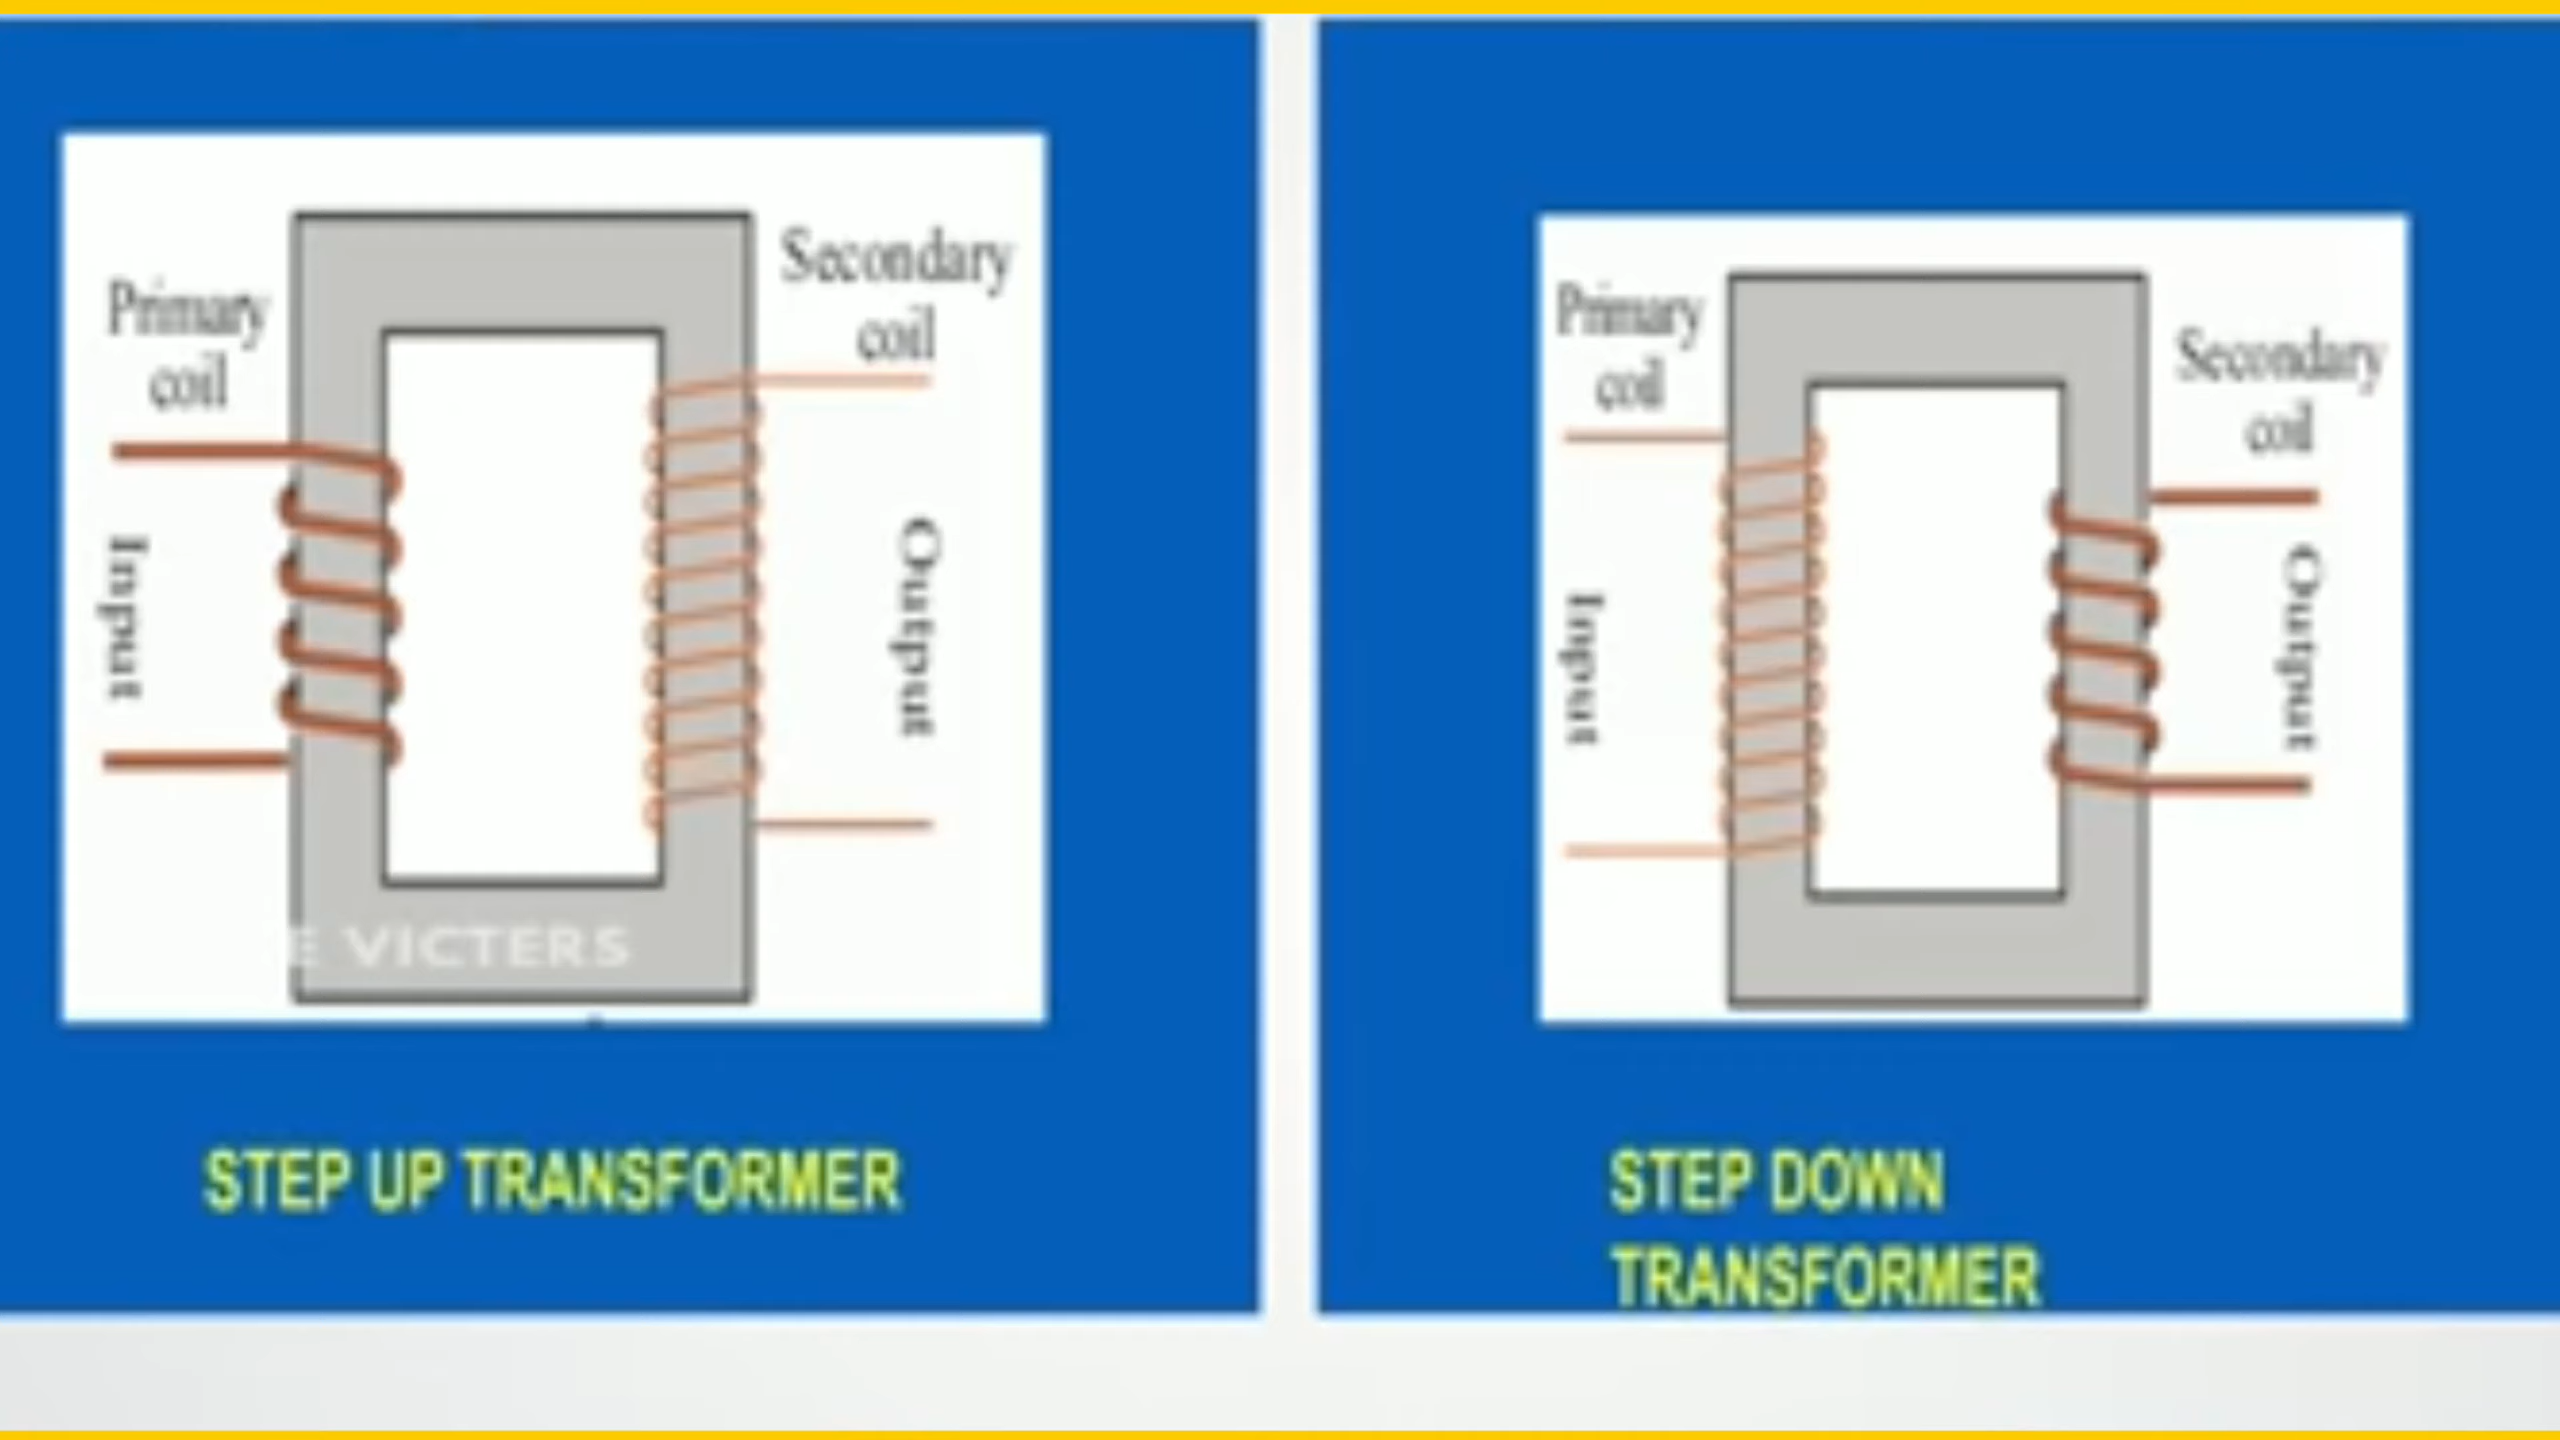 Primary
coil
Secondary
coil
Input
Output
E VICTERS
STEP UP TRANSFORMER
Primary
coil
Secondary
coil
Input
Output
STEP DOWN
TRANSFORMER